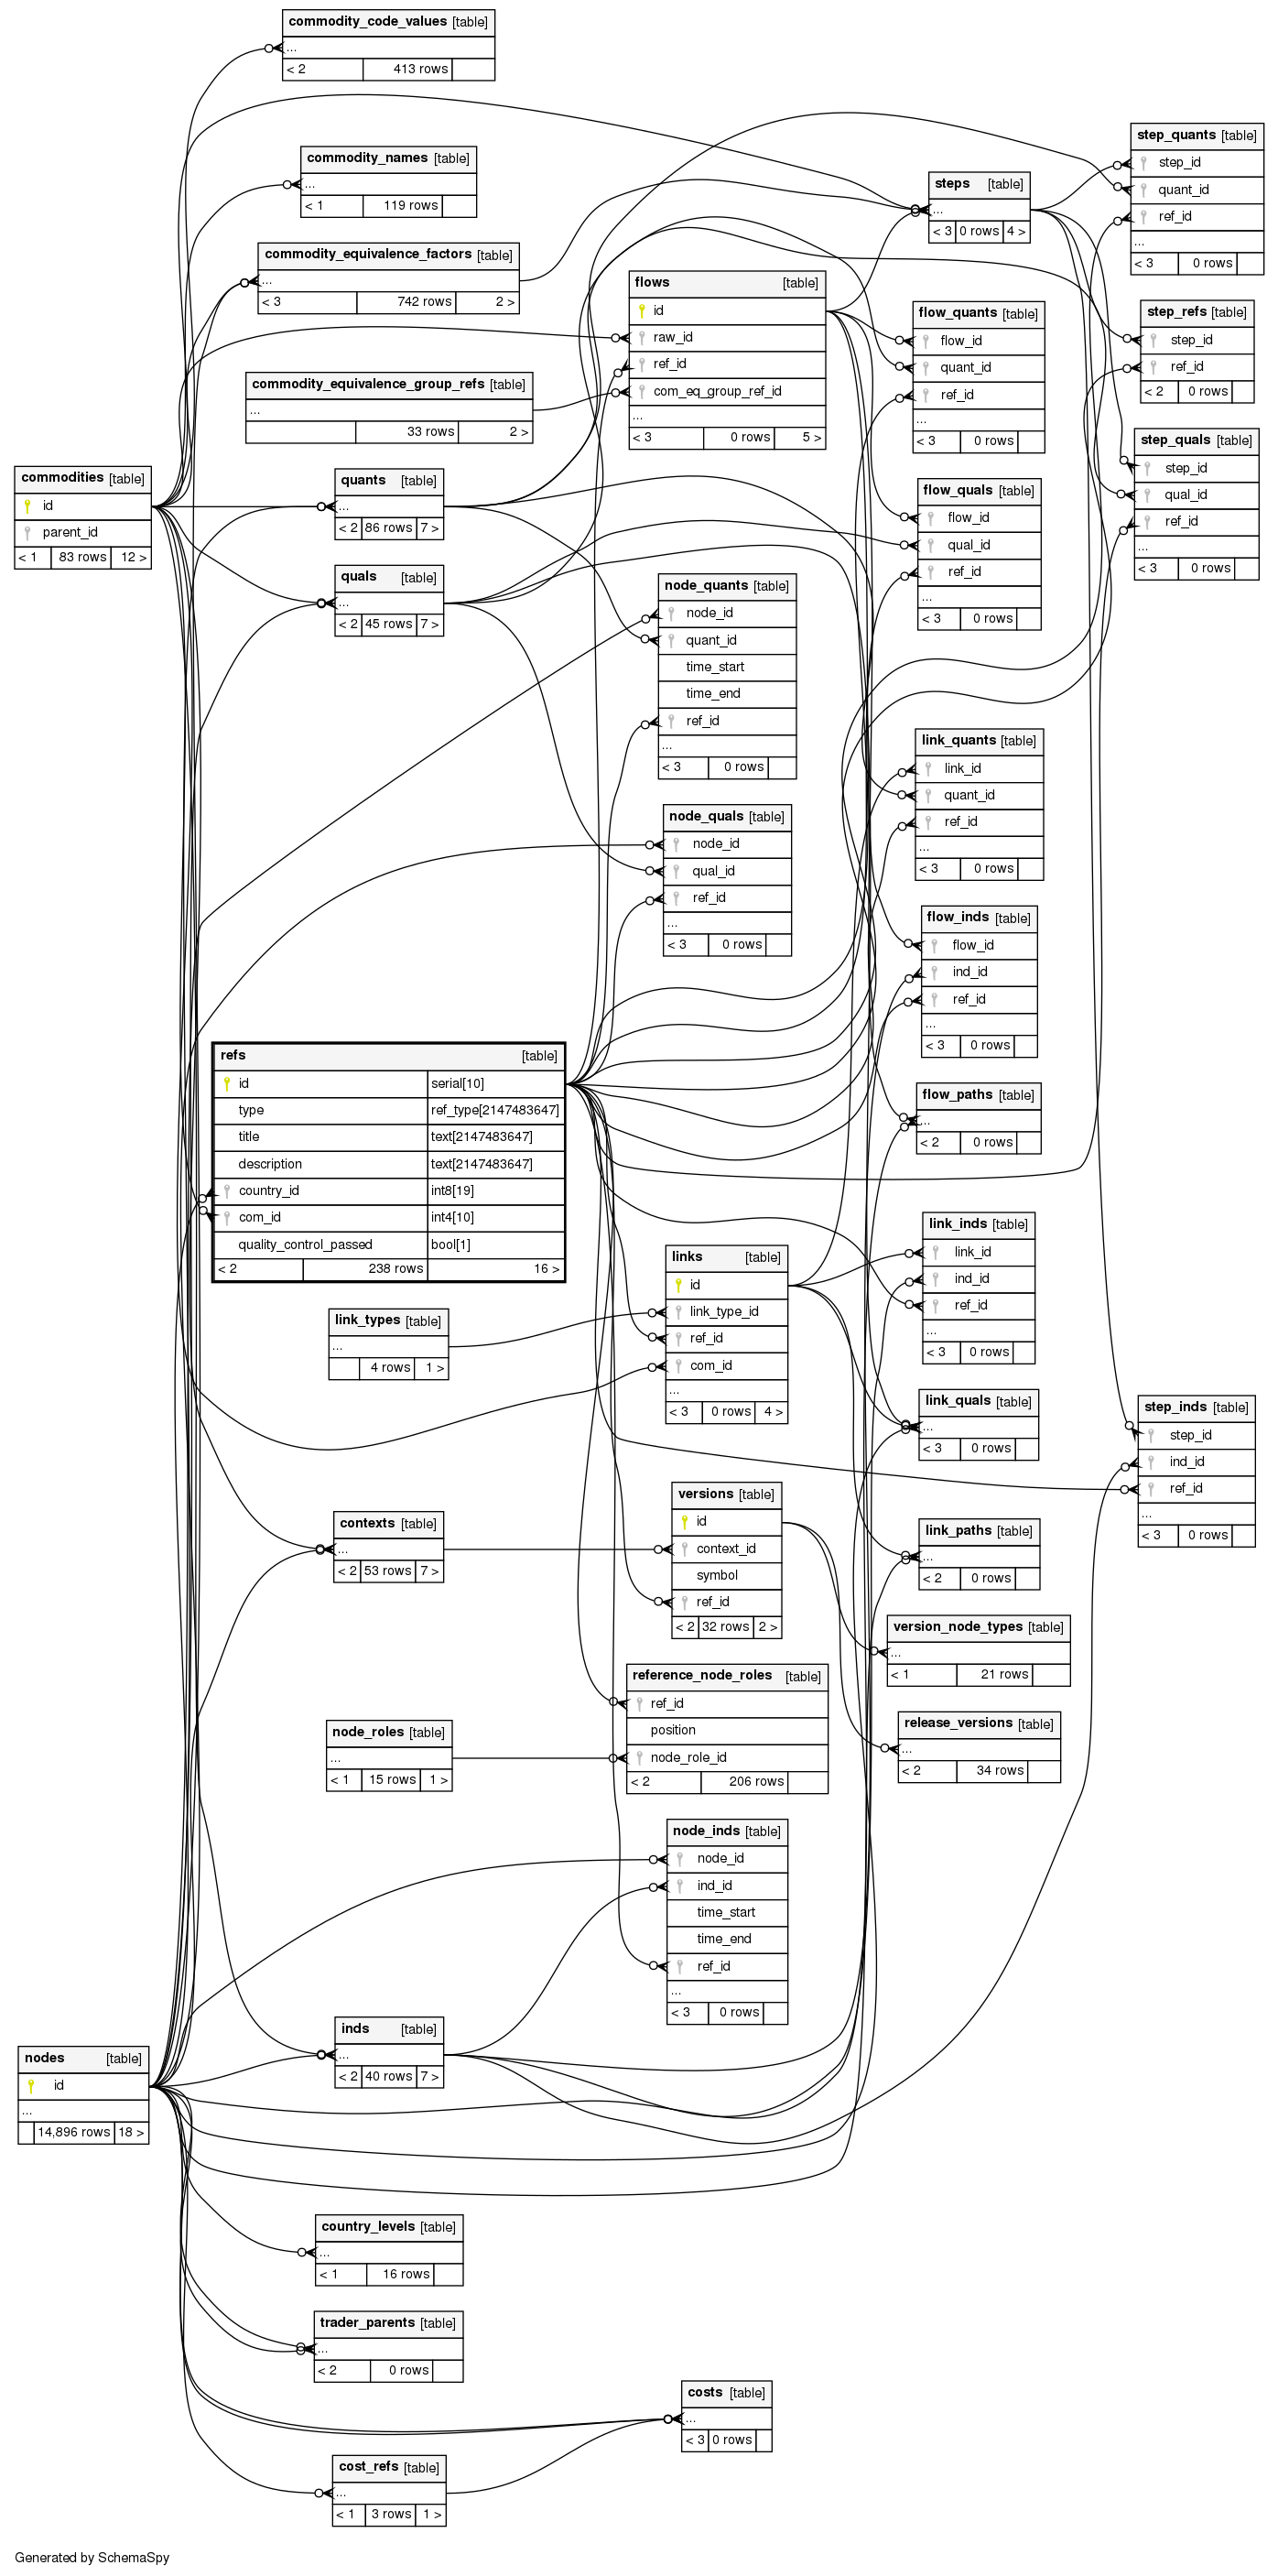 commodity_code_values [table]
...
< 2 413 rows
commodity_names [table]
...
< 1 119 rows
commodity_equivalence_factors [table]
...
< 3 742 rows 2 >
commodity_equivalence_group_refs [table]
...
33 rows 2 >
commodities [table]
id
parent_id
< 1 83 rows 12 >
quants [table]
...
< 2 86 rows 7 >
quals [table]
...
< 2 45 rows 7 >
flows [table]
id
raw_id
ref_id
com_eq_group_ref_id
...
< 3 0 rows 5 >
steps [table]
...
< 3 0 rows 4 >
step_quants [table]
step_id
quant_id
ref_id
...
< 3 0 rows
flow_quants [table]
flow_id
quant_id
ref_id
...
< 3 0 rows
step_refs [table]
step_id
ref_id
< 2 0 rows
step_quals [table]
step_id
qual_id
ref_id
...
< 3 0 rows
flow_quals [table]
flow_id
qual_id
ref_id
...
< 3 0 rows
node_quants [table]
node_id
quant_id
time_start
time_end
ref_id
...
< 3 0 rows
link_quants [table]
link_id
quant_id
ref_id
...
< 3 0 rows
node_quals [table]
node_id
qual_id
ref_id
...
< 3 0 rows
flow_inds [table]
flow_id
ind_id
ref_id
...
< 3 0 rows
refs [table]
id serial[10]
type ref_type[2147483647]
title text[2147483647]
description text[2147483647]
country_id int8[19]
com_id int4[10]
quality_control_passed bool[1]
< 2 238 rows 16 >
flow_paths [table]
...
< 2 0 rows
link_inds [table]
link_id
ind_id
ref_id
...
< 3 0 rows
links [table]
id
link_type_id
ref_id
com_id
...
< 3 0 rows 4 >
link_types [table]
...
4 rows 1 >
link_quals [table]
...
< 3 0 rows
step_inds [table]
step_id
ind_id
ref_id
...
< 3 0 rows
contexts [table]
...
< 2 53 rows 7 >
versions [table]
id
context_id
symbol
ref_id
< 2 32 rows 2 >
link_paths [table]
...
< 2 0 rows
version_node_types [table]
...
< 1 21 rows
reference_node_roles [table]
ref_id
position
node_role_id
< 2 206 rows
node_roles [table]
...
< 1 15 rows 1 >
release_versions [table]
...
< 2 34 rows
node_inds [table]
node_id
ind_id
time_start
time_end
ref_id
...
< 3 0 rows
inds [table]
...
< 2 40 rows 7 >
nodes [table]
id
...
14,896 rows 18 >
country_levels [table]
...
< 1 16 rows
trader_parents [table]
...
< 2 0 rows
costs [table]
...
< 3 0 rows
cost_refs [table]
...
< 1 3 rows 1 >
Generated by SchemaSpy